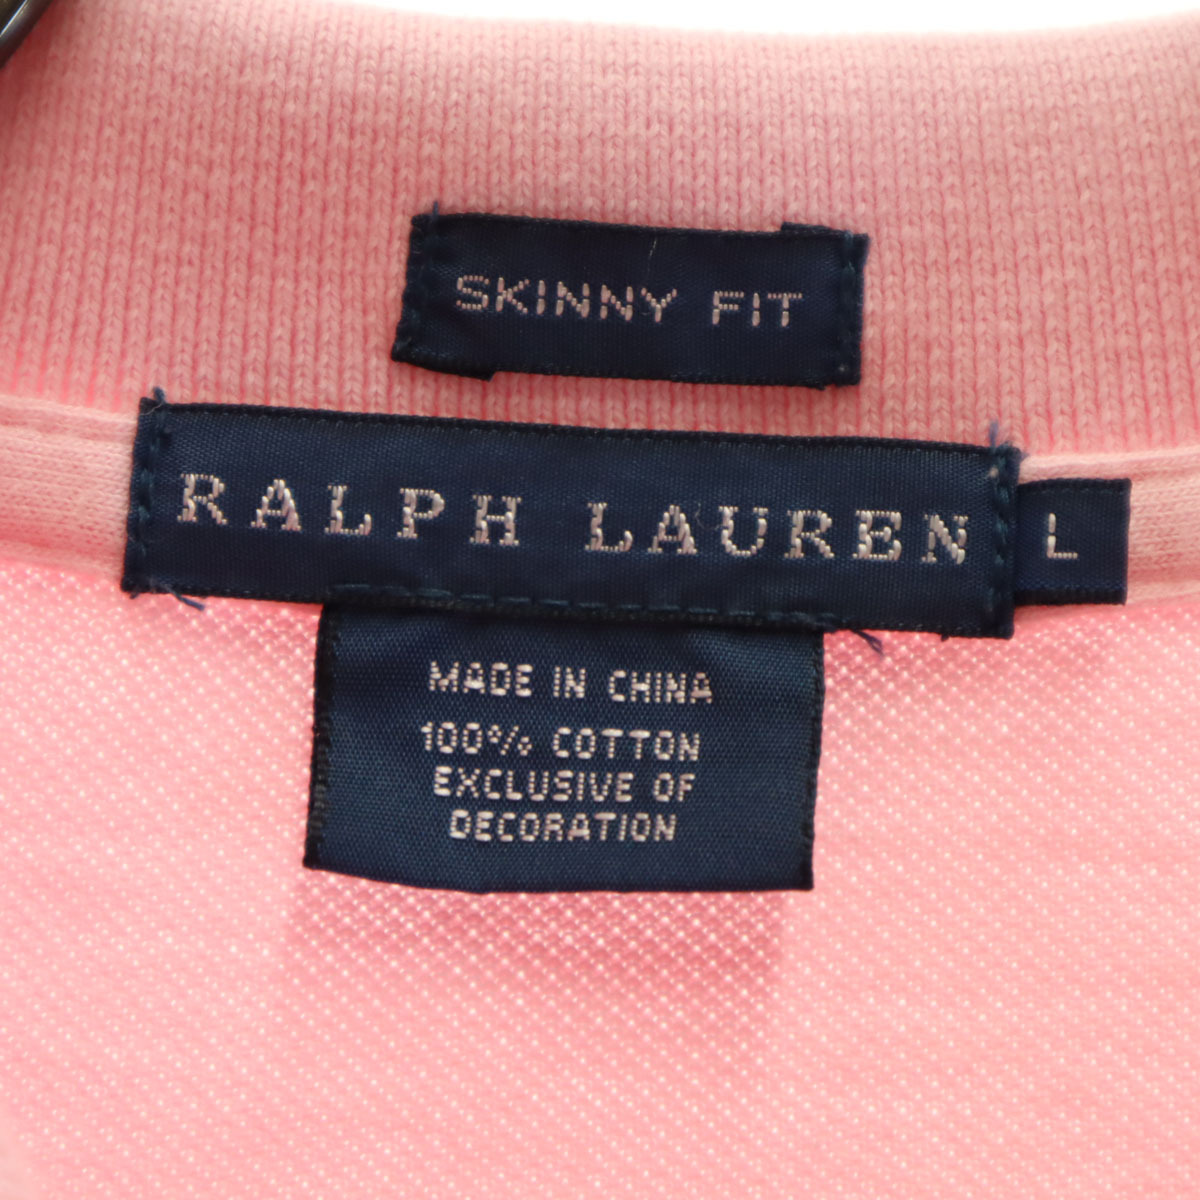 SKINNY FIT
RALPH LAUREN L
MADE IN CHINA
100% COTTON
EXCLUSIVE OF
DECORATION